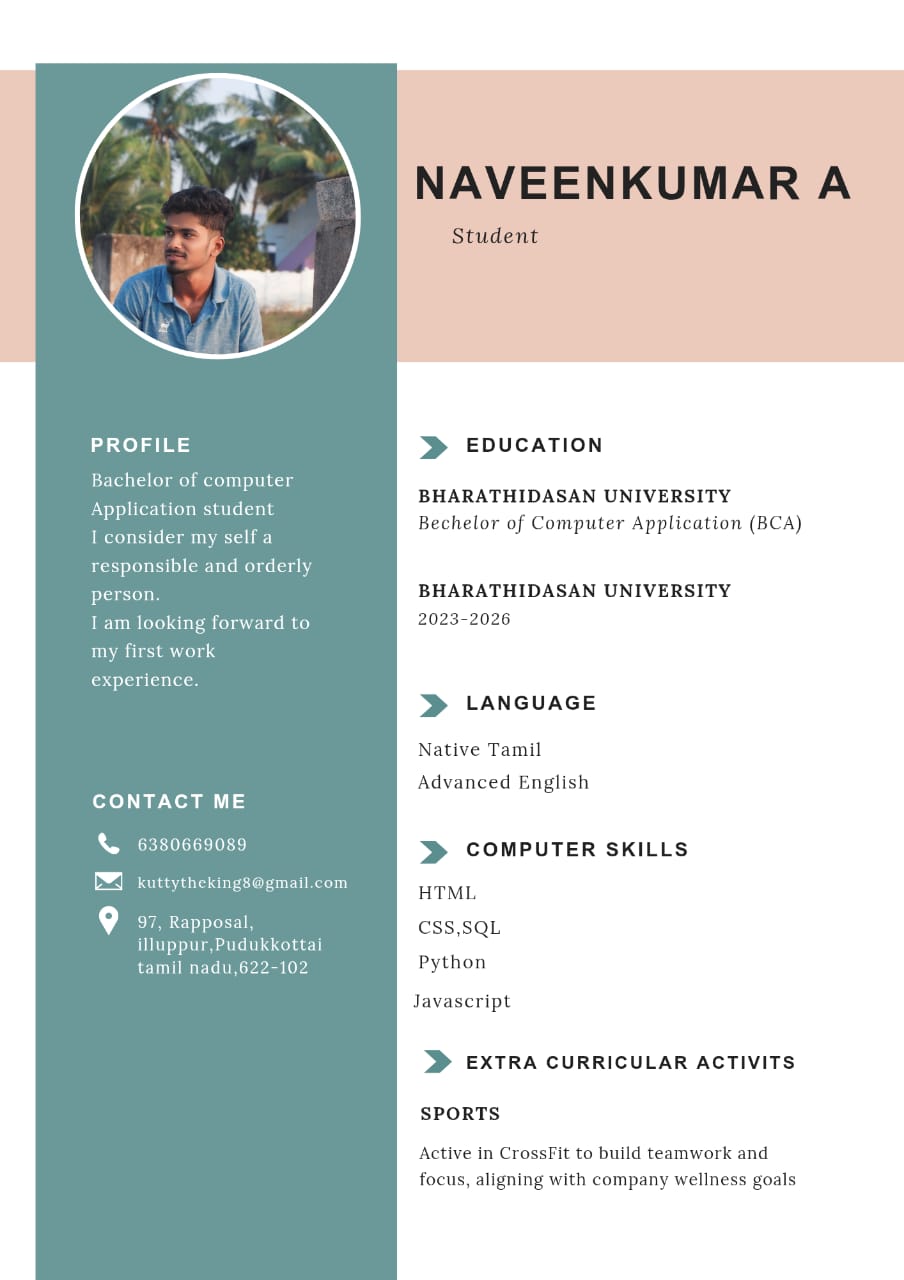 NAVEENKUMAR A
Student
PROFILE
Bachelor of computer
Application student
I consider my self a
responsible and orderly
person.
I am looking forward to
my first work
experience.
CONTACT ME
6380669089
kuttytheking8@gmail.com
97, Rapposal,
illuppur,Pudukkottai
tamil nadu,622-102
EDUCATION
BHARATHIDASAN UNIVERSITY
Bechelor of Computer Application (BCA)
BHARATHIDASAN UNIVERSITY
2023-2026
LANGUAGE
Native Tamil
Advanced English
COMPUTER SKILLS
HTML
CSS,SQL
Python
Javascript
EXTRA CURRICULAR ACTIVITS
SPORTS
Active in CrossFit to build teamwork and
focus, aligning with company wellness goals